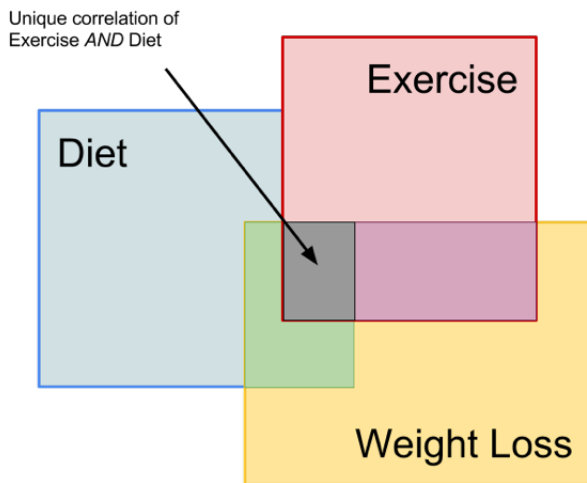 Unique correlation of
Exercise AND Diet
Exercise
Diet
Weight Loss